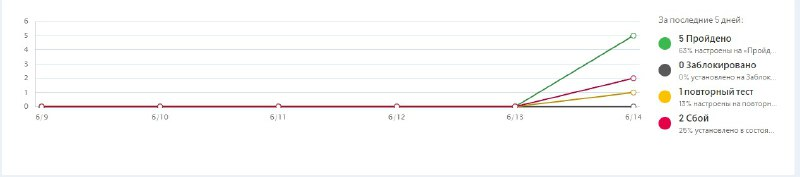 За последние 5 дней:
6
5
4
3
2
1
0
6/9 6/10 6/11 6/12 6/13 6/14
5 Пройдено
63% настроены на «Пройд...
0 Заблокировано
0% установлено на Заблок...
1 повторный тест
13% настроены на повторн...
2 Сбой
25% установлено в состоя...